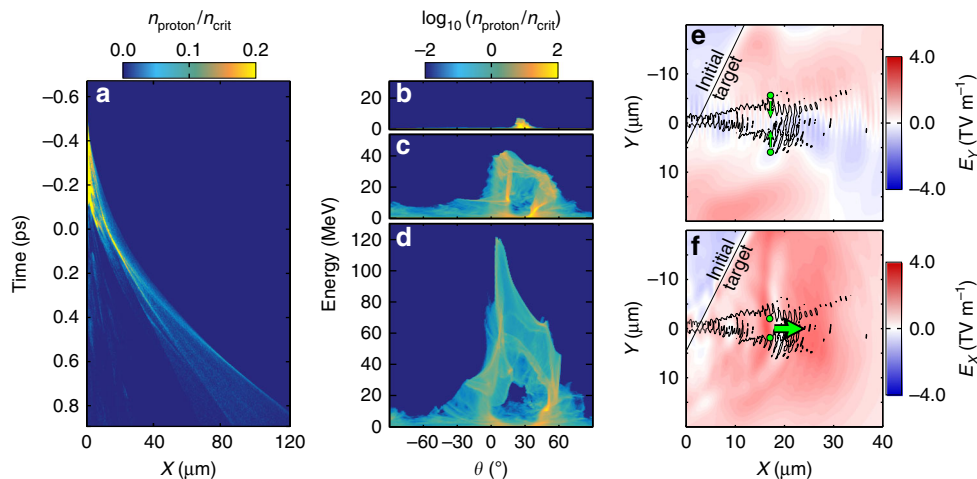 n_proton/n_crit
0.0 0.1 0.2
a
−0.6
−0.4
−0.2
0.0
0.2
0.4
0.6
0.8
Time (ps)
0 40 80 120
X (µm)
log10 (n_proton/n_crit)
−2 0 2
b
20
0
c
40
20
0
d
120
100
80
60
40
20
0
Energy (MeV)
−60 −30 0 30 60
θ (°)
e
Initial
target
−10
0
10
Y (µm)
4.0
0.0
−4.0
E_Y (TV m−1)
f
Initial
target
−10
0
10
Y (µm)
0 10 20 30 40
X (µm)
4.0
0.0
−4.0
E_X (TV m−1)